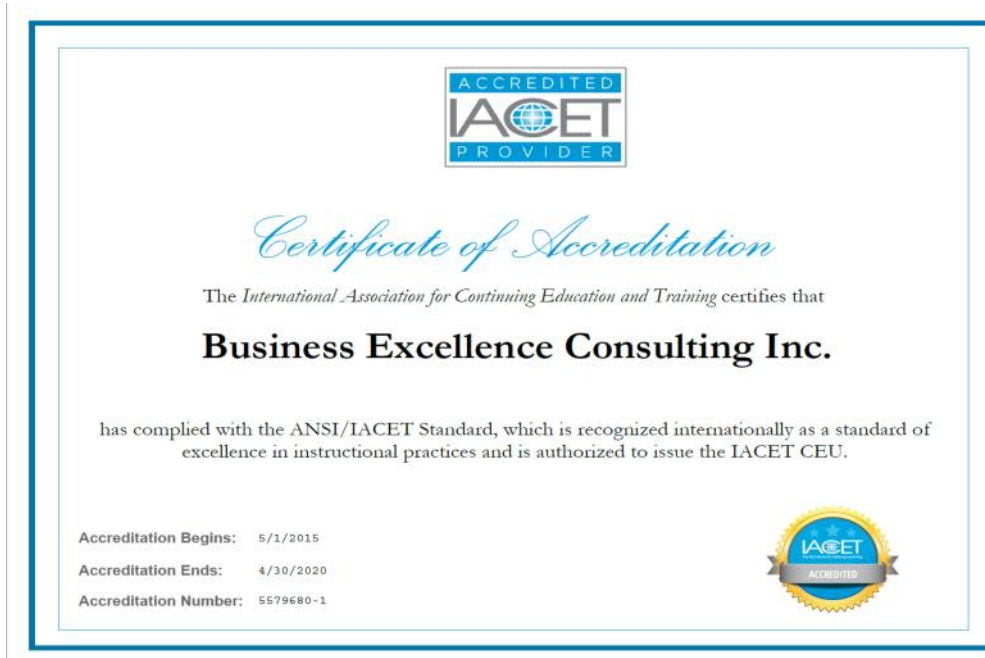 ACCREDITED
IACET
PROVIDER
Certificate of Accreditation
The International Association for Continuing Education and Training certifies that
Business Excellence Consulting Inc.
has complied with the ANSI/IACET Standard, which is recognized internationally as a standard of
excellence in instructional practices and is authorized to issue the IACET CEU.
Accreditation Begins: 5/1/2015
Accreditation Ends: 4/30/2020
Accreditation Number: 5579680-1
IACET
ACCREDITED